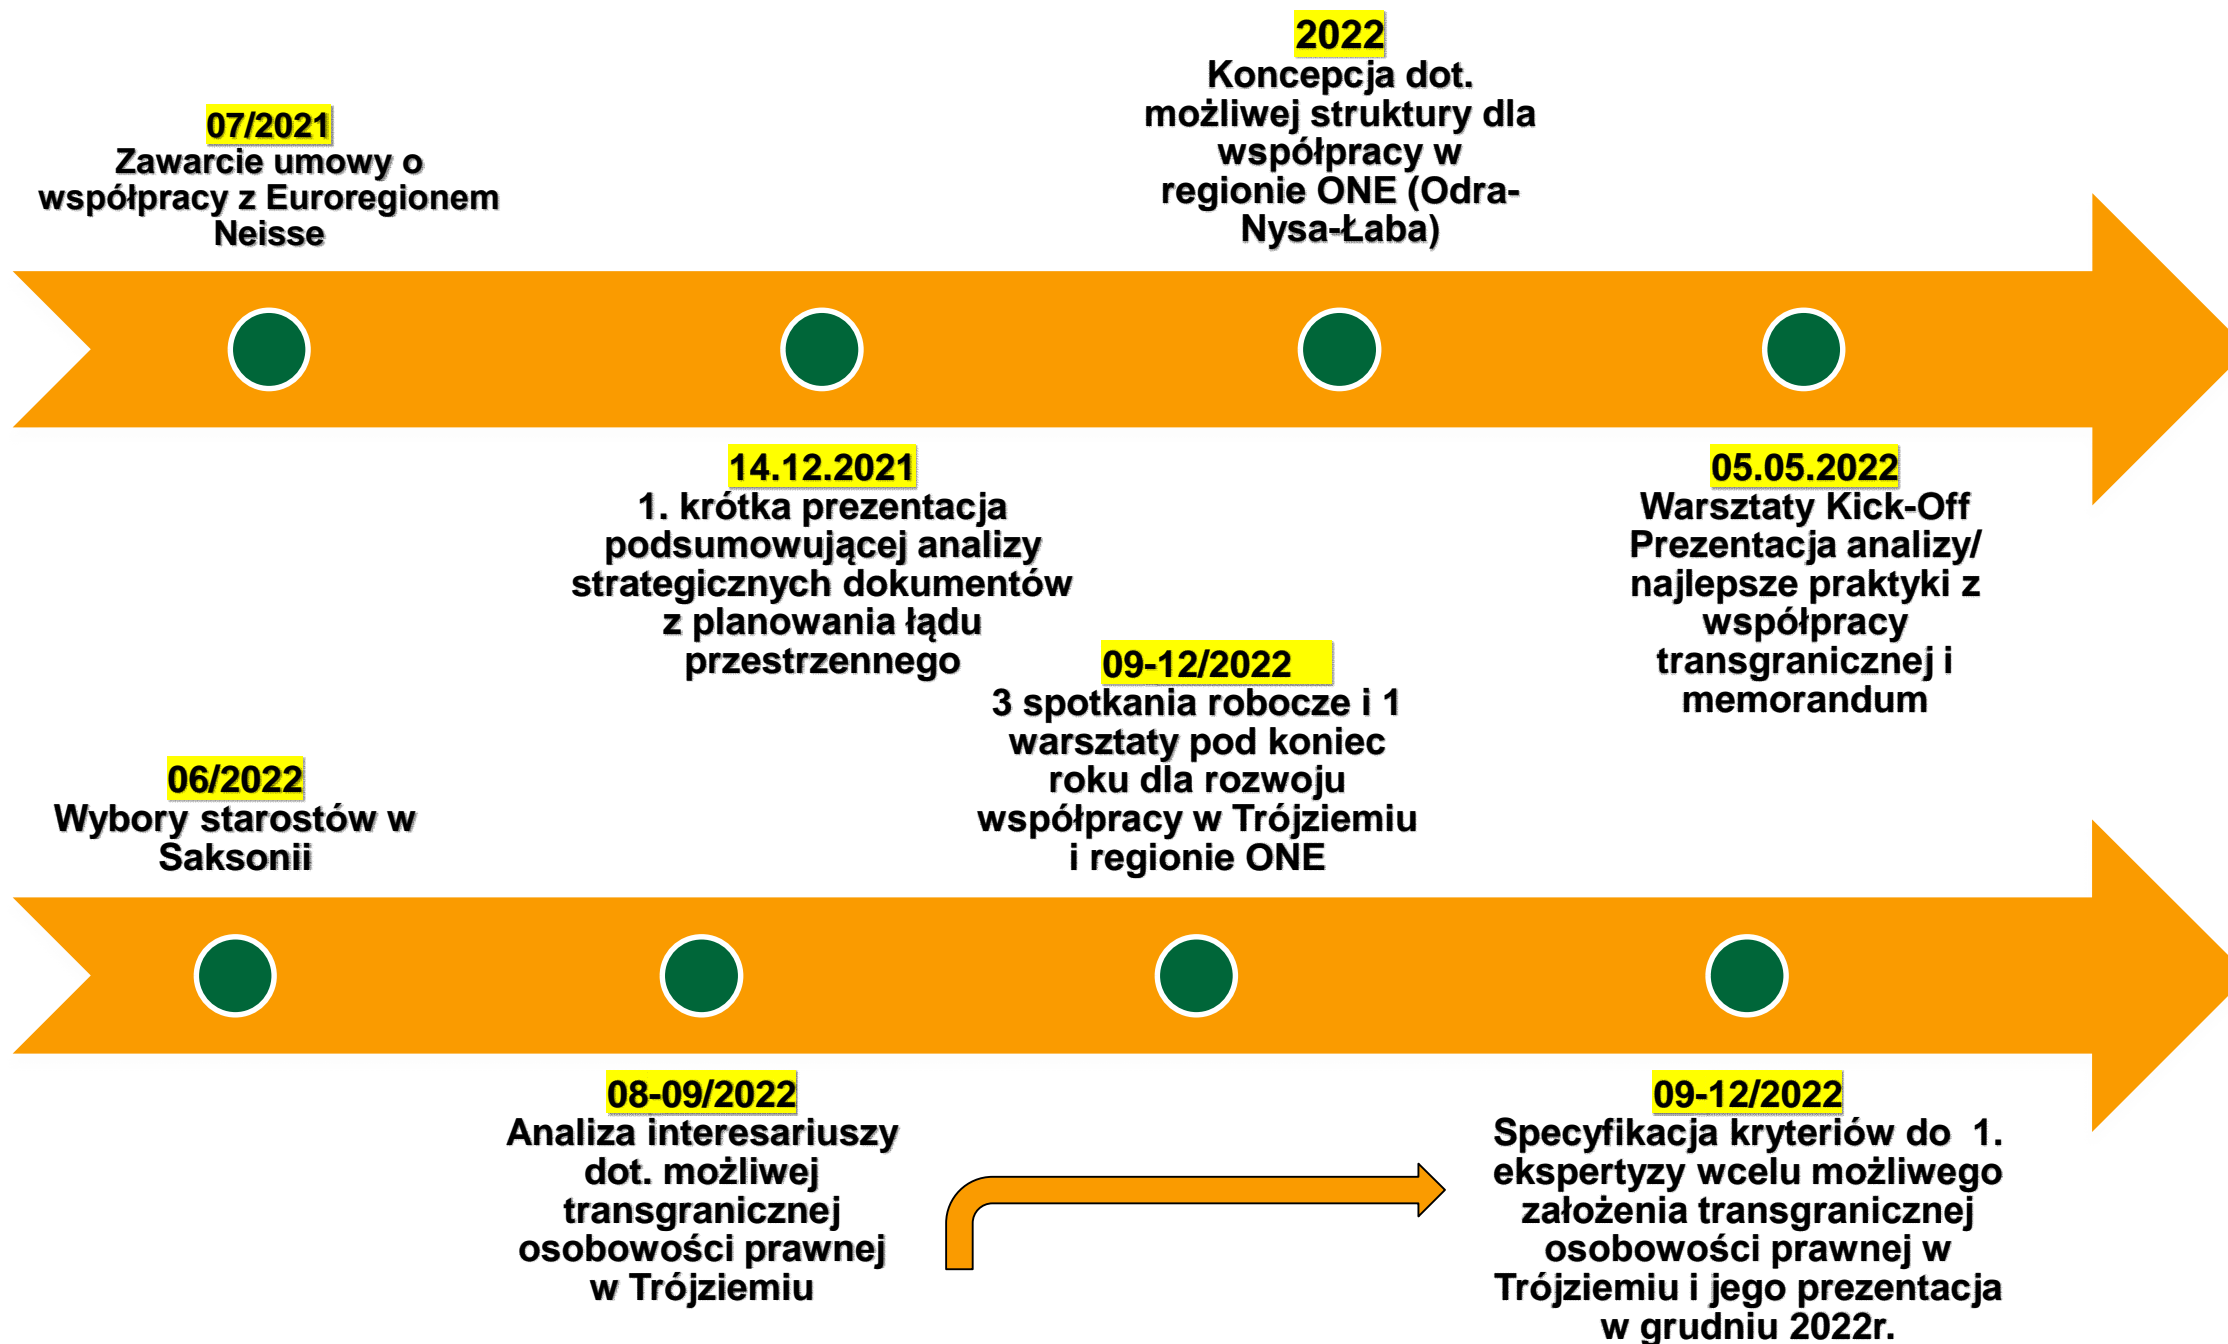 07/2021
Zawarcie umowy o
współpracy z Euroregionem
Neisse
14.12.2021
1. krótka prezentacja
podsumowującej analizy
strategicznych dokumentów
z planowania łądu
przestrzennego
2022
Koncepcja dot.
możliwej struktury dla
współpracy w
regionie ONE (Odra-
Nysa-Łaba)
05.05.2022
Warsztaty Kick-Off
Prezentacja analizy/
najlepsze praktyki z
współpracy
transgranicznej i
memorandum
06/2022
Wybory starostów w
Saksonii
08-09/2022
Analiza interesariuszy
dot. możliwej
transgranicznej
osobowości prawnej
w Trójziemiu
09-12/2022
3 spotkania robocze i 1
warsztaty pod koniec
roku dla rozwoju
współpracy w Trójziemiu
i regionie ONE
09-12/2022
Specyfikacja kryteriów do  1.
ekspertyzy wcelu możliwego
założenia transgranicznej
osobowości prawnej w
Trójziemiu i jego prezentacja
w grudniu 2022r.